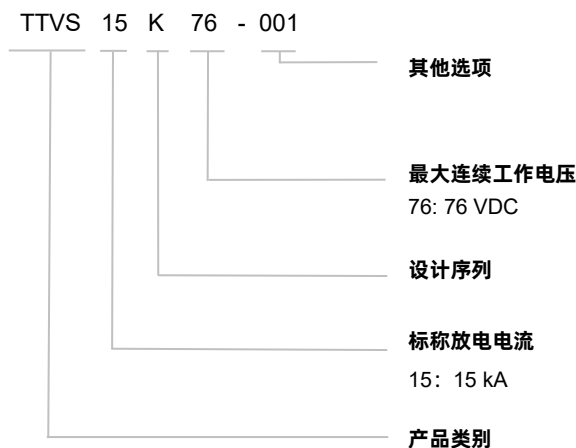 TTVS 15 K 76 - 001
其他选项
最大连续工作电压
76: 76 VDC
设计序列
标称放电电流
15：15 kA
产品类别